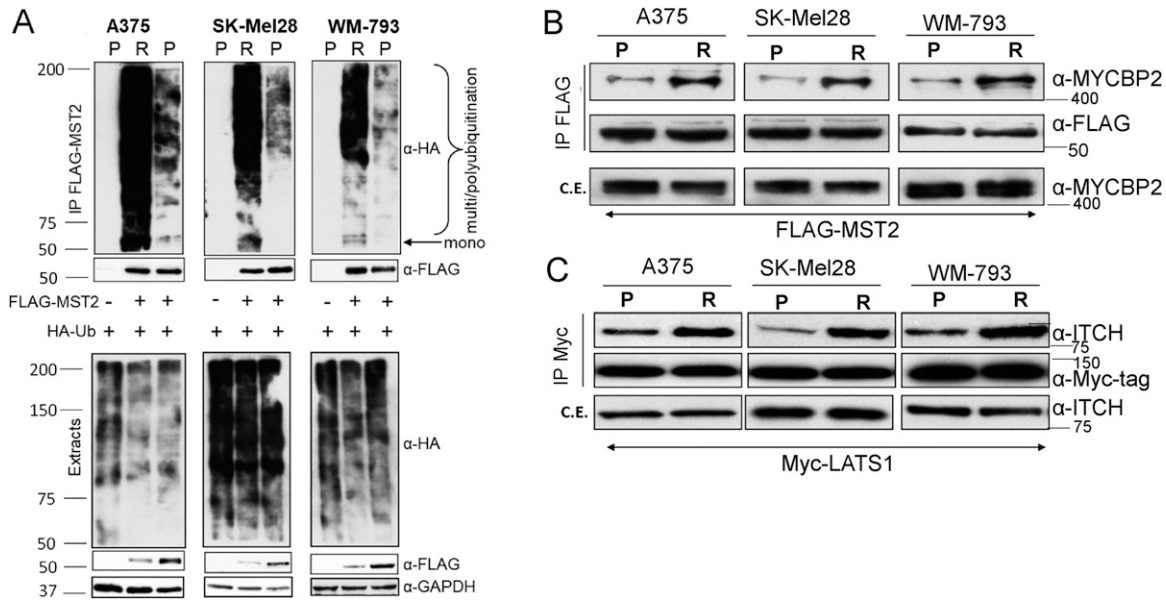 A
A375 SK-Mel28 WM-793
P R P P R P P R P
200
IP FLAG-MST2
α-HA
multi/polyubiquitination
75
50
mono
50
α-FLAG
FLAG-MST2 - + + - + + - + +
HA-Ub + + + + + + + + +
200
150
Extracts
α-HA
75
50
50
α-FLAG
37
α-GAPDH
B
A375 SK-Mel28 WM-793
P R P R P R
IP FLAG
α-MYCBP2
400
α-FLAG
50
C.E.
α-MYCBP2
400
FLAG-MST2
C
A375 SK-Mel28 WM-793
P R P R P R
IP Myc
α-ITCH
75
150
α-Myc-tag
C.E.
α-ITCH
75
Myc-LATS1